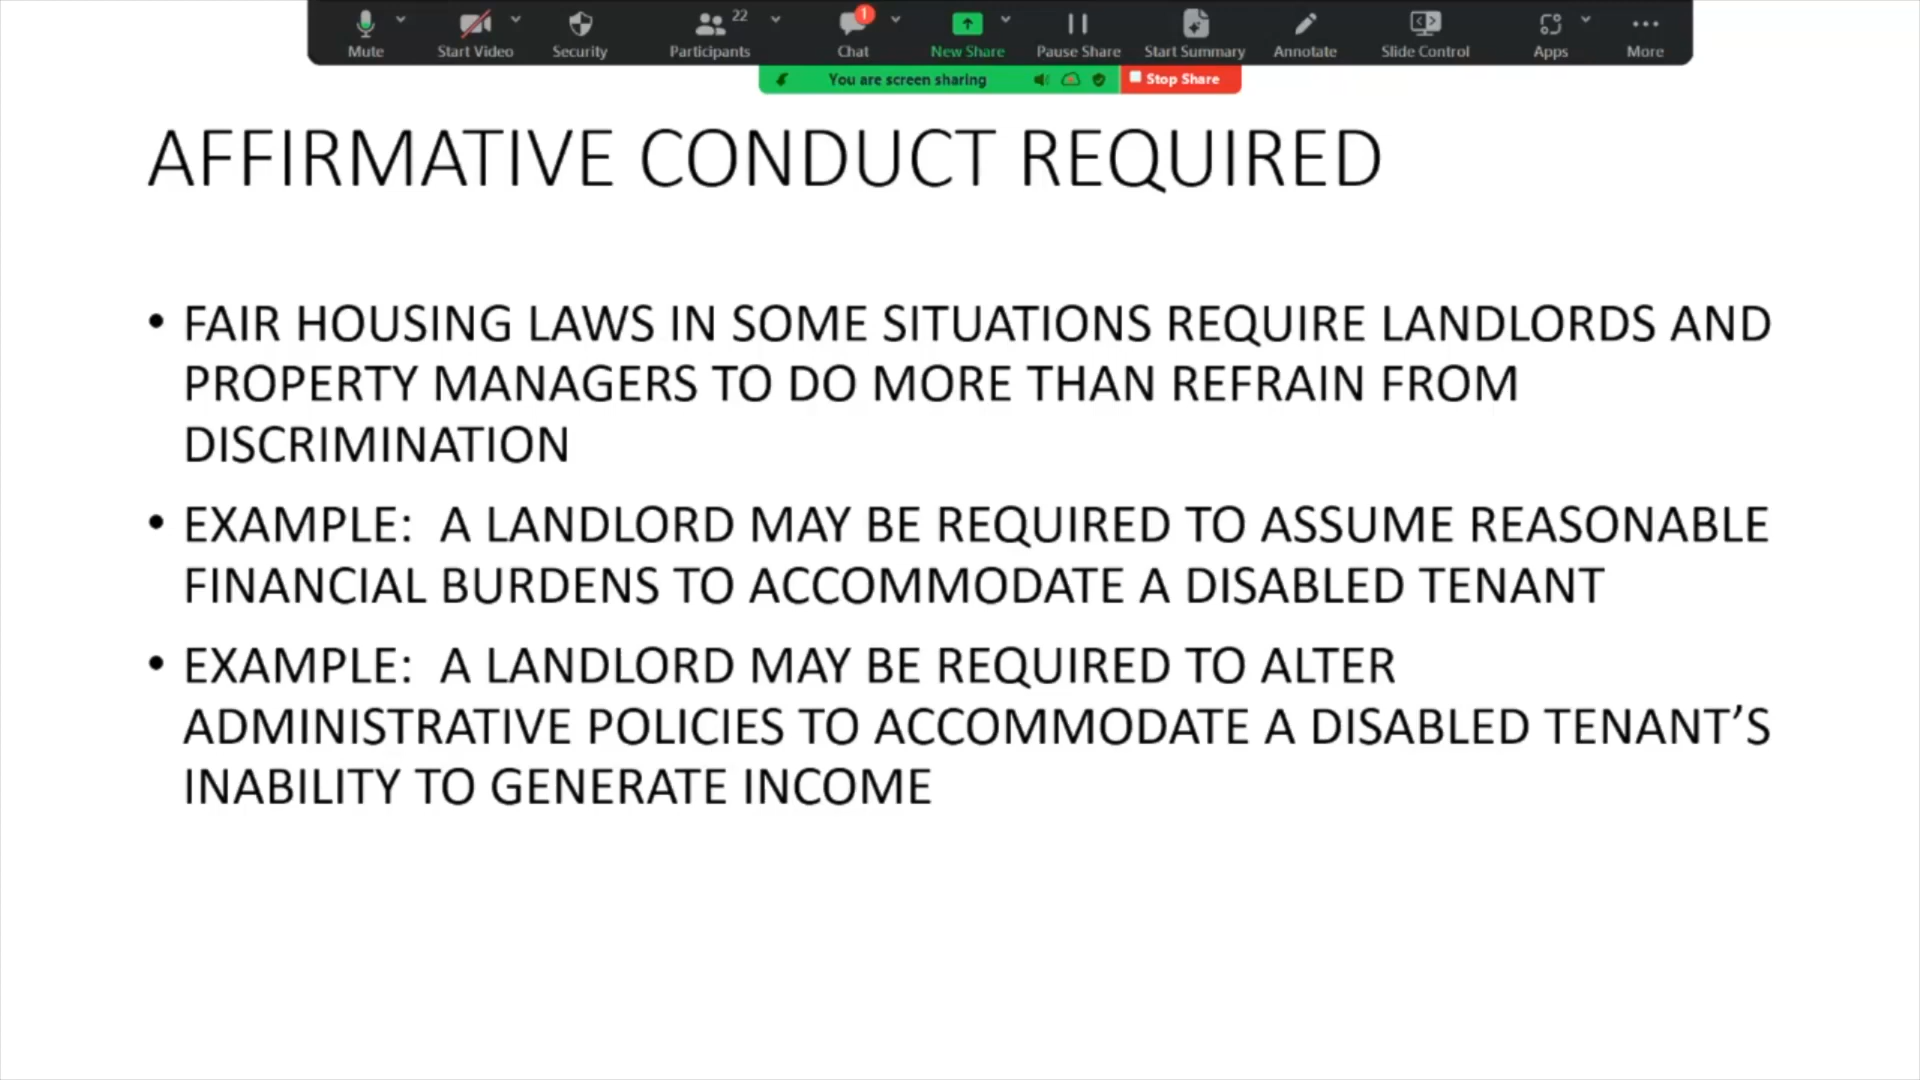 Mute
Start Video
Security
22
Participants
1
Chat
New Share
Pause Share
Start Summary
Annotate
Slide Control
Apps
More
You are screen sharing
Stop Share
AFFIRMATIVE CONDUCT REQUIRED
• FAIR HOUSING LAWS IN SOME SITUATIONS REQUIRE LANDLORDS AND
PROPERTY MANAGERS TO DO MORE THAN REFRAIN FROM
DISCRIMINATION
• EXAMPLE: A LANDLORD MAY BE REQUIRED TO ASSUME REASONABLE
FINANCIAL BURDENS TO ACCOMMODATE A DISABLED TENANT
• EXAMPLE: A LANDLORD MAY BE REQUIRED TO ALTER
ADMINISTRATIVE POLICIES TO ACCOMMODATE A DISABLED TENANT’S
INABILITY TO GENERATE INCOME